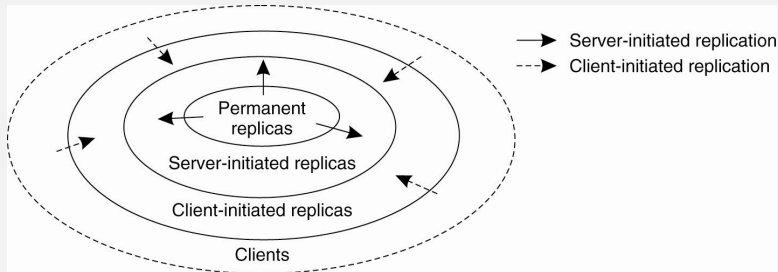 Server-initiated replication
Client-initiated replication
Permanent
replicas
Server-initiated replicas
Client-initiated replicas
Clients